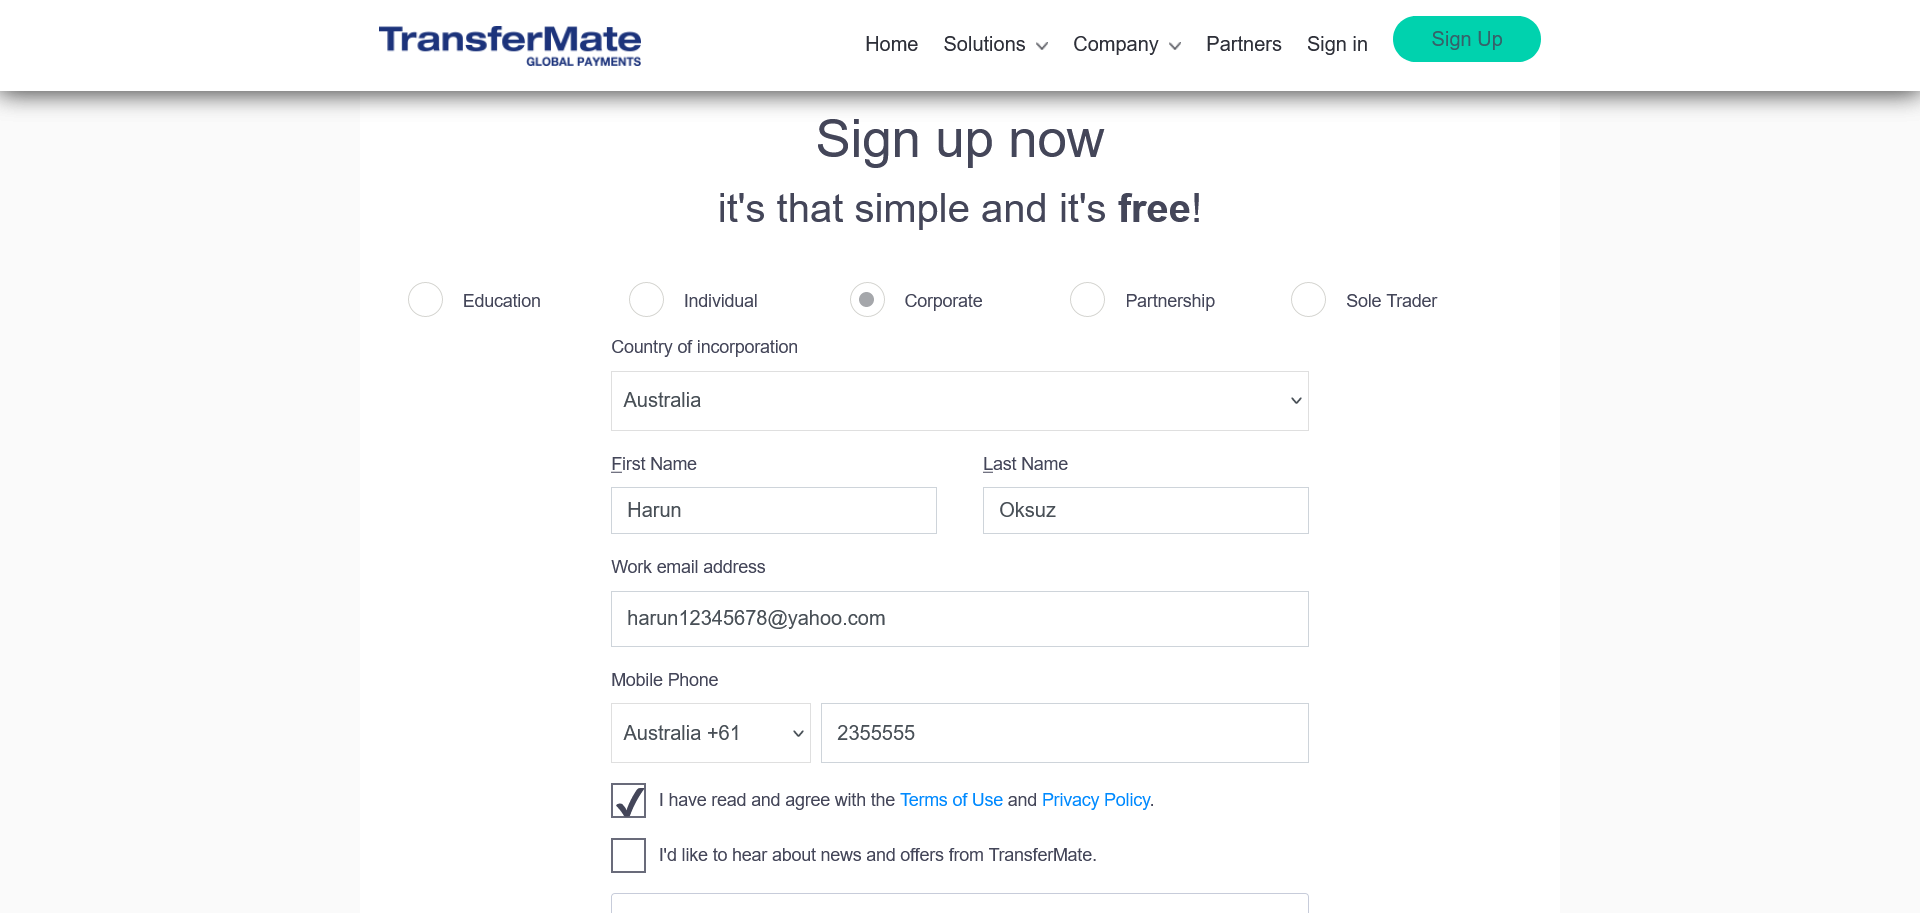 TransferMate
GLOBAL PAYMENTS
Home Solutions Company Partners Sign in Sign Up
Sign up now
it's that simple and it's free!
Education Individual Corporate Partnership Sole Trader
Country of incorporation
Australia
First Name Last Name
Harun Oksuz
Work email address
harun12345678@yahoo.com
Mobile Phone
Australia +61 2355555
I have read and agree with the Terms of Use and Privacy Policy.
I'd like to hear about news and offers from TransferMate.